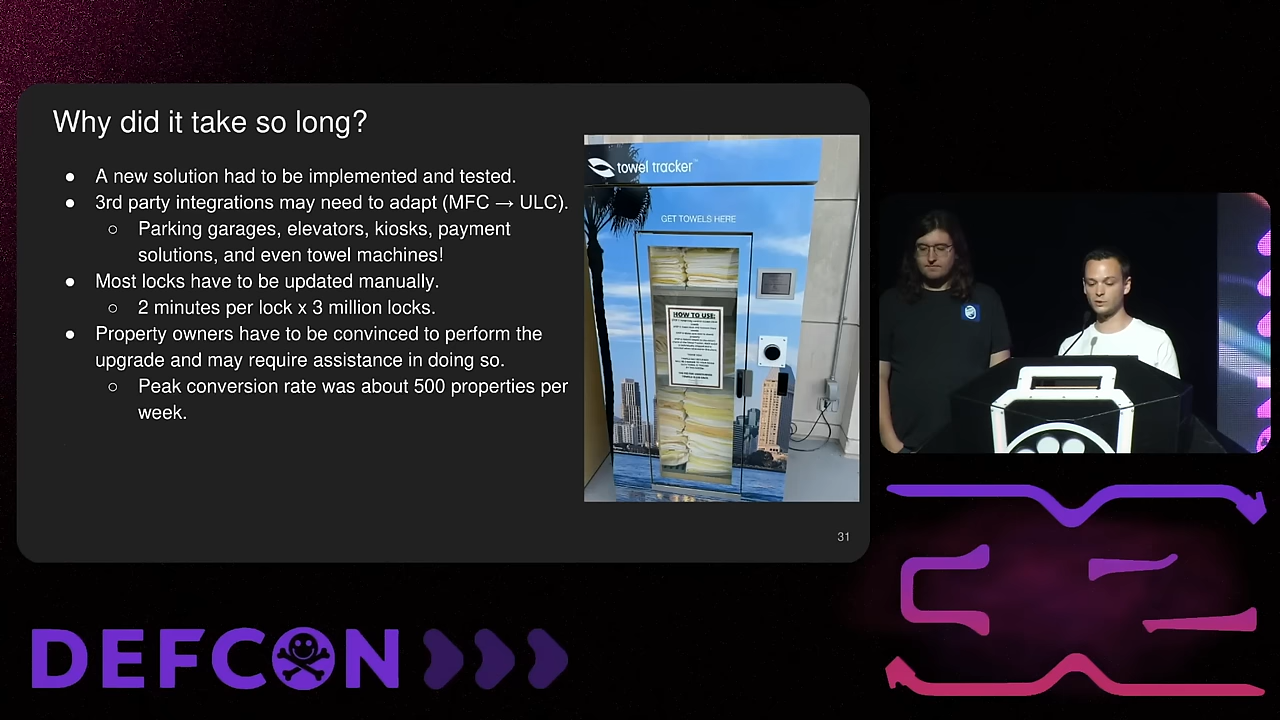 Why did it take so long?
● A new solution had to be implemented and tested.
● 3rd party integrations may need to adapt (MFC → ULC).
○ Parking garages, elevators, kiosks, payment
solutions, and even towel machines!
● Most locks have to be updated manually.
○ 2 minutes per lock x 3 million locks.
● Property owners have to be convinced to perform the
upgrade and may require assistance in doing so.
○ Peak conversion rate was about 500 properties per
week.
towel tracker™
GET TOWELS HERE
HOW TO USE:
31
DEFCON